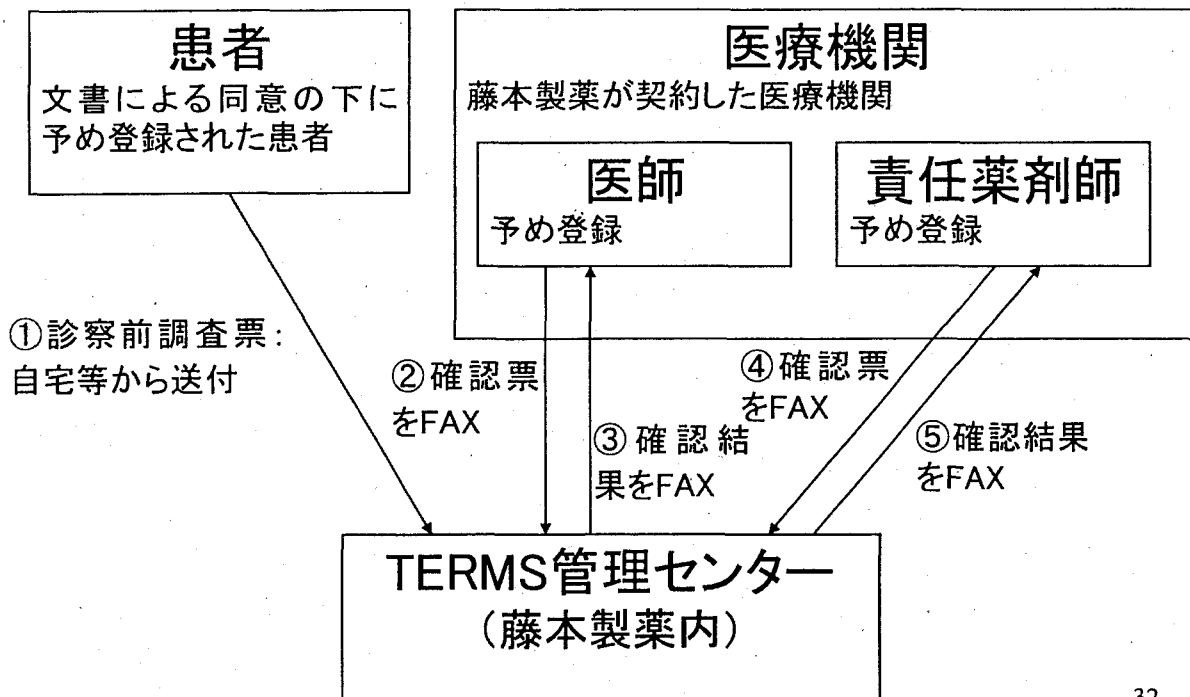 患者
文書による同意の下に
予め登録された患者
医療機関
藤本製薬が契約した医療機関
医師
予め登録
責任薬剤師
予め登録
①診察前調査票:
自宅等から送付
②確認票
をFAX
③確認結
果をFAX
④確認票
をFAX
⑤確認結果
をFAX
TERMS管理センター
(藤本製薬内)
32